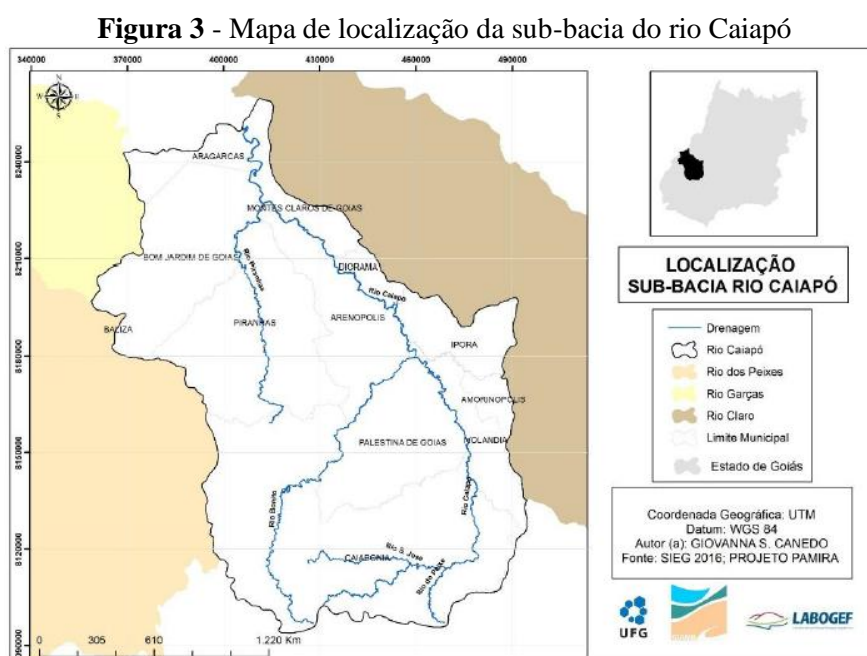 Figura 3 - Mapa de localização da sub-bacia do rio Caiapó
340000 370000 400000 430000 460000 490000
N
W E
S
8240000
8210000
8180000
8150000
8120000
ARAGARCAS
MONTES CLAROS DE GOIAS
BOM JARDIM DE GOIAS
DIORAMA
Rio Piranhas
Rio Caiapó
BALIZA
PIRANHAS
ARENOPOLIS
IPORA
AMORINOPOLIS
PALESTINA DE GOIAS
Rio Bonito
Rio Caiapó
Rio S. José
CAIAPONIA
Rio do Peixe
0 305 610 1.220 Km
LOCALIZAÇÃO
SUB-BACIA RIO CAIAPÓ
Drenagem
Rio Caiapó
Rio dos Peixes
Rio Garças
Rio Claro
Limite Municipal
Estado de Goiás
Coordenada Geográfica: UTM
Datum: WGS 84
Autor (a): GIOVANNA S. CANEDO
Fonte: SIEG 2016; PROJETO PAMIRA
UFG
LABOGEF